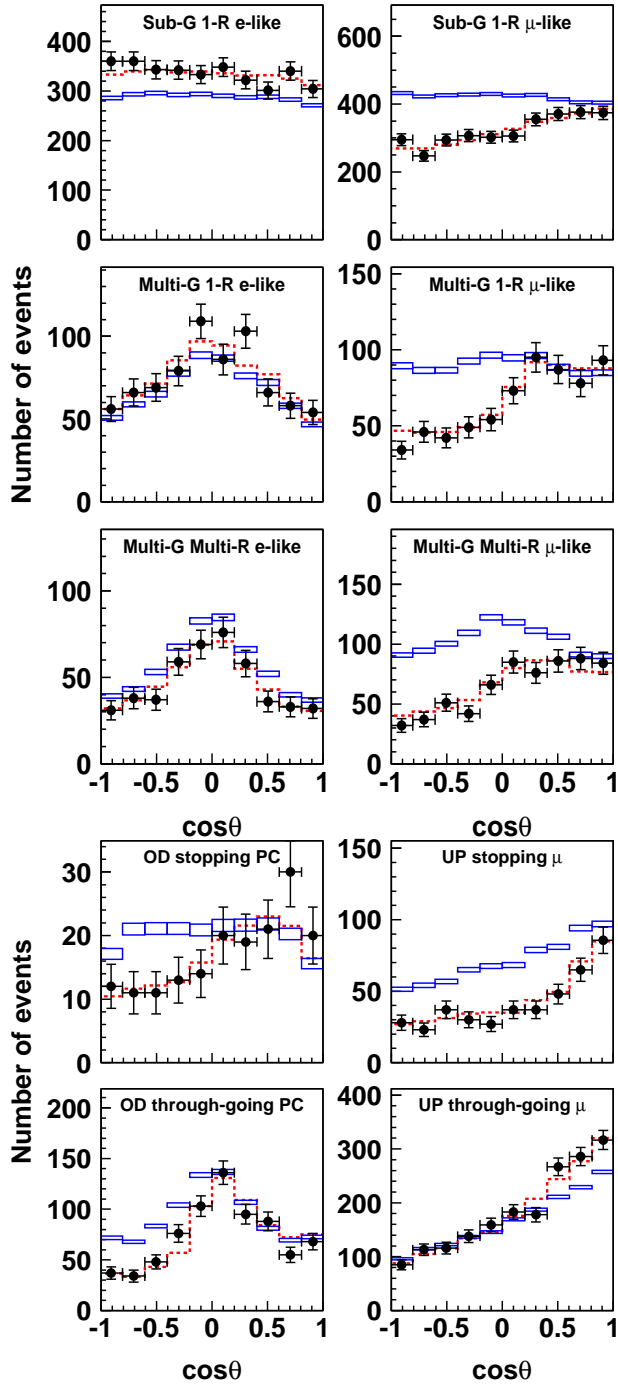 Sub-G 1-R e-like
400
300
200
100
0
Sub-G 1-R μ-like
600
400
200
0
Number of events
Multi-G 1-R e-like
100
50
0
Multi-G 1-R μ-like
150
100
50
0
Multi-G Multi-R e-like
100
50
0
-1 -0.5 0 0.5 1
cosθ
Multi-G Multi-R μ-like
150
100
50
0
-1 -0.5 0 0.5 1
cosθ
Number of events
OD stopping PC
30
20
10
0
UP stopping μ
150
100
50
0
OD through-going PC
200
150
100
50
0
-1 -0.5 0 0.5 1
cosθ
UP through-going μ
400
300
200
100
0
-1 -0.5 0 0.5 1
cosθ